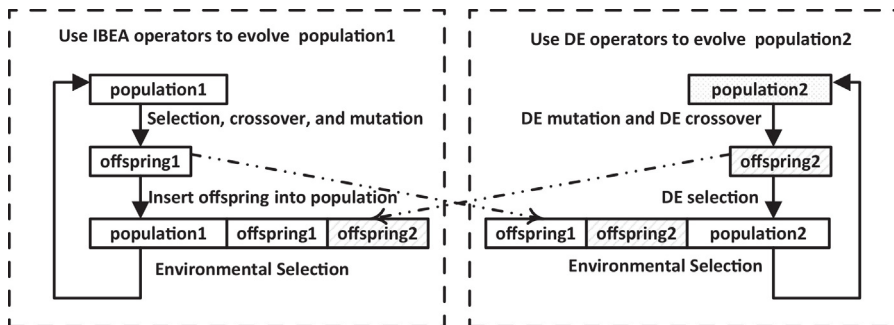 Use IBEA operators to evolve population1
population1
Selection, crossover, and mutation
offspring1
Insert offspring into population
population1 offspring1 offspring2
Environmental Selection
Use DE operators to evolve population2
population2
DE mutation and DE crossover
offspring2
DE selection
offspring1 offspring2 population2
Environmental Selection